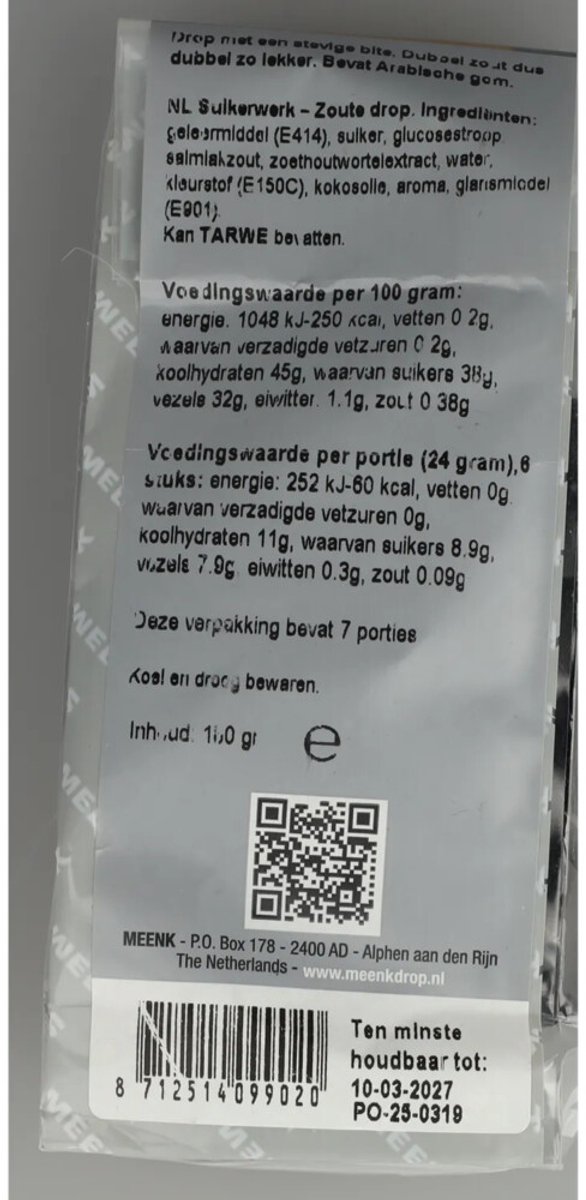 Drop met een stevige bite. Dubbel zout dus
dubbel zo lekker. Bevat Arabische gom.
NL Suikerwerk – Zoute drop. Ingrediënten:
geleermiddel (E414), suiker, glucosestroop
salmiakzout, zoethoutwortelextract, water,
kleurstof (E150C), kokosolie, aroma, glansmiddel
(E901).
Kan TARWE bevatten.
Voedingswaarde per 100 gram:
energie. 1048 kJ-250 kcal, vetten 0 2g,
waarvan verzadigde vetzuren 0 2g,
koolhydraten 45g, waarvan suikers 38g,
vezels 32g, eiwitten. 1.1g, zout 0 38g
Voedingswaarde per portie (24 gram),6
stuks: energie: 252 kJ-60 kcal, vetten 0g.
waarvan verzadigde vetzuren 0g,
koolhydraten 11g, waarvan suikers 8.9g,
vezels 7.9g, eiwitten 0.3g, zout 0.09g
Deze verpakking bevat 7 porties
Koel en droog bewaren.
Inhoud: gr e
MEENK - P.O. Box 178 - 2400 AD - Alphen aan den Rijn
The Netherlands - www.meenkdrop.nl
Ten minste
houdbaar tot:
10-03-2027
PO-25-0319
8 712514 099020
MEENK